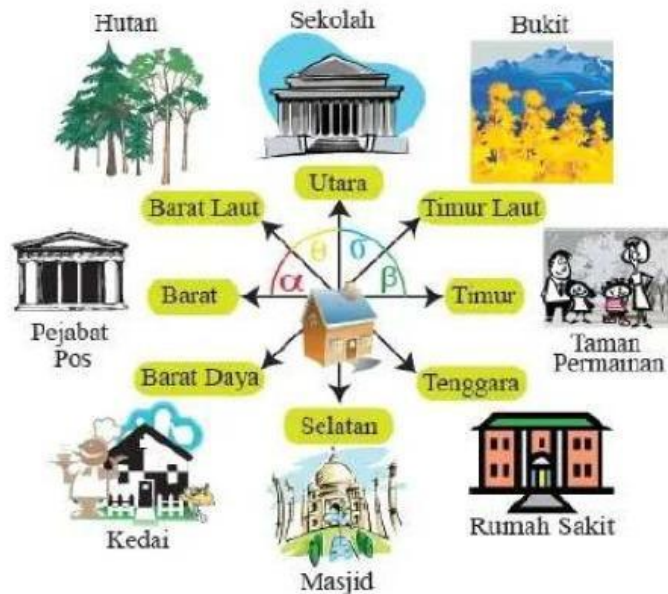 Hutan
Sekolah
Bukit
Utara
Barat Laut
Timur Laut
θ
σ
α
β
Barat
Timur
Pejabat
Pos
Taman
Permainan
Barat Daya
Tenggara
Selatan
Kedai
Masjid
Rumah Sakit